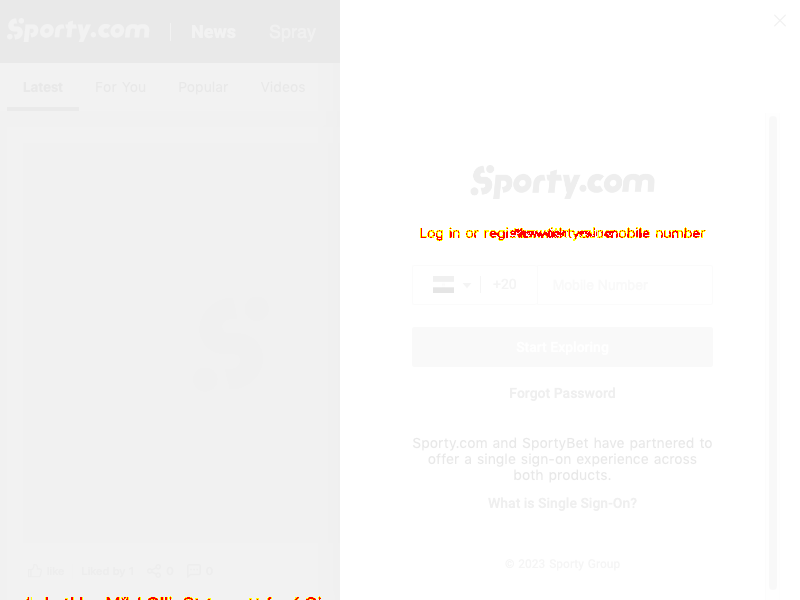 Sporty.com | News Spray
Latest For You Popular Videos
Sporty.com
Log in or register with your mobile number
+20 Mobile Number
Start Exploring
Forgot Password
Sporty.com and SportyBet have partnered to
offer a single sign-on experience across
both products.
What is Single Sign-On?
© 2023 Sporty Group
0 0